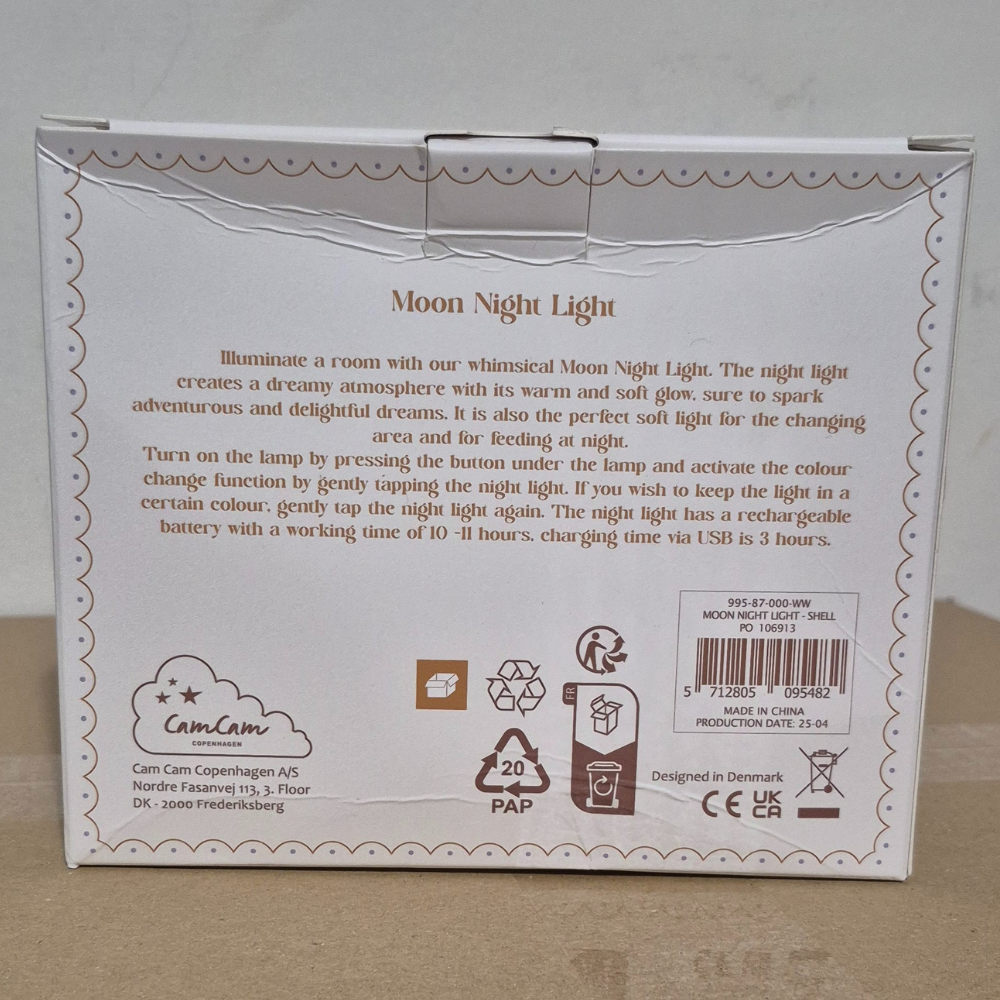 Moon Night Light
Illuminate a room with our whimsical Moon Night Light. The night light
creates a dreamy atmosphere with its warm and soft glow, sure to spark
adventurous and delightful dreams. It is also the perfect soft light for the changing
area and for feeding at night.
Turn on the lamp by pressing the button under the lamp and activate the colour
change function by gently tapping the night light. If you wish to keep the light in a
certain colour, gently tap the night light again. The night light has a rechargeable
battery with a working time of 10 -11 hours, charging time via USB is 3 hours.
995-87-000-WW
MOON NIGHT LIGHT - SHELL
PO 106913
5 712805 095482
MADE IN CHINA
PRODUCTION DATE: 25-04
CamCam
COPENHAGEN
Cam Cam Copenhagen A/S
Nordre Fasanvej 113, 3. Floor
DK - 2000 Frederiksberg
20
PAP
FR
Designed in Denmark
CE UK
CA